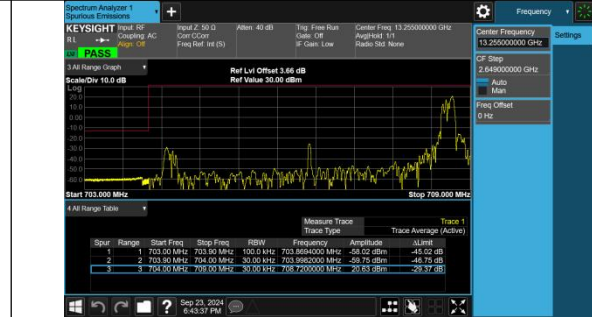 Spectrum Analyzer 1
Spurious Emissions
+
Frequency
KEYSIGHT Input: RF
R L
Coupling: AC
Align: Off
Input Z: 50 Ω
Corr CCorr
Freq Ref: Int (S)
Atten: 40 dB
Trig: Free Run
Gate: Off
IF Gain: Low
Center Freq: 13.255000000 GHz
Avg|Hold: 1/1
Radio Std: None
PASS
Center Frequency
13.255000000 GHz
Settings
CF Step
2.649000000 GHz
Auto
Man
Freq Offset
0 Hz
3 All Range Graph
Scale/Div 10.0 dB
Ref Lvl Offset 3.66 dB
Ref Value 30.00 dBm
Log
20.0
10.0
0.00
-10.0
-20.0
-30.0
-40.0
-50.0
-60.0
Start 703.000 MHz
Stop 709.000 MHz
4 All Range Table
Measure Trace Trace 1
Trace Type Trace Average (Active)
Spur Range Start Freq Stop Freq RBW Frequency Amplitude ΔLimit
1 1 703.00 MHz 703.90 MHz 100.0 kHz 703.8694000 MHz -58.02 dBm -45.02 dB
2 2 703.90 MHz 704.00 MHz 30.00 kHz 703.9982000 MHz -59.75 dBm -46.75 dB
3 3 704.00 MHz 709.00 MHz 30.00 kHz 708.7200000 MHz 20.63 dBm -29.37 dB
?
Sep 23, 2024
6:43:37 PM